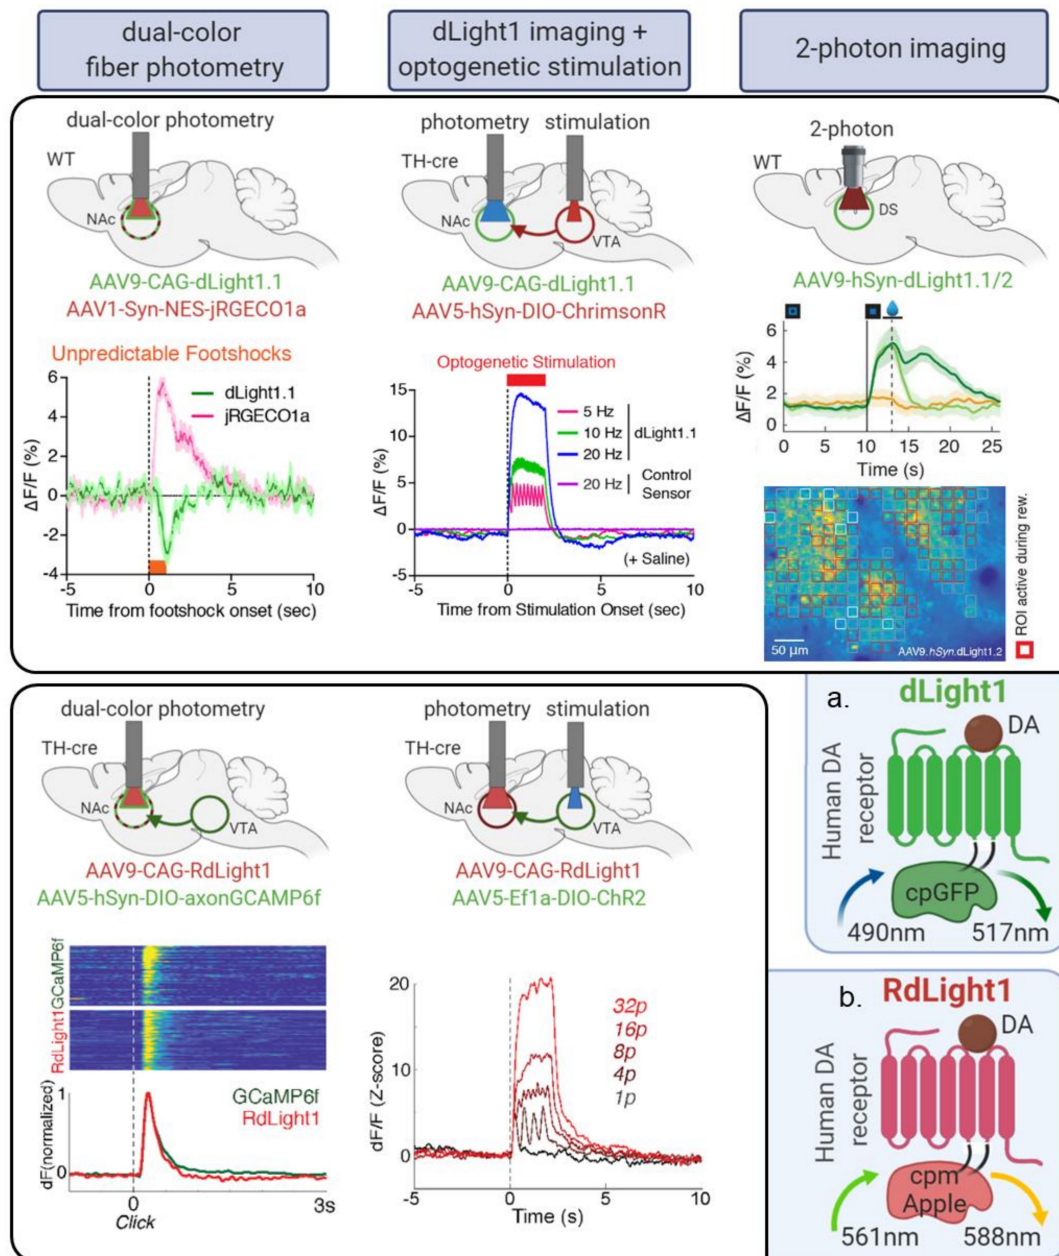 dual-color
fiber photometry
dLight1 imaging +
optogenetic stimulation
2-photon imaging
dual-color photometry
WT
NAc
AAV9-CAG-dLight1.1
AAV1-Syn-NES-jRGECO1a
Unpredictable Footshocks
dLight1.1
jRGECO1a
ΔF/F (%)
6
4
2
0
-2
-4
-5
0
5
10
Time from footshock onset (sec)
photometry
stimulation
TH-cre
NAc
VTA
AAV9-CAG-dLight1.1
AAV5-hSyn-DIO-ChrimsonR
Optogenetic Stimulation
5 Hz
10 Hz
20 Hz
dLight1.1
20 Hz
Control
Sensor
(+ Saline)
ΔF/F (%)
15
10
5
0
-5
-5
0
5
10
Time from Stimulation Onset (sec)
2-photon
WT
DS
AAV9-hSyn-dLight1.1/2
ΔF/F (%)
6
4
2
0
0
5
10
15
20
25
Time (s)
50 µm
AAV9.hSyn.dLight1.2
ROI active during rew.
dual-color photometry
TH-cre
NAc
VTA
AAV9-CAG-RdLight1
AAV5-hSyn-DIO-axonGCAMP6f
GCaMP6f
RdLight1
GCaMP6f
RdLight1
dF(normalized)
1
0
0
3s
Click
photometry
stimulation
TH-cre
NAc
VTA
AAV9-CAG-RdLight1
AAV5-Ef1a-DIO-ChR2
32p
16p
8p
4p
1p
dF/F (Z-score)
20
10
0
-5
0
5
10
Time (s)
a.
dLight1
DA
Human DA
receptor
cpGFP
490nm
517nm
b.
RdLight1
DA
Human DA
receptor
cpm
Apple
561nm
588nm